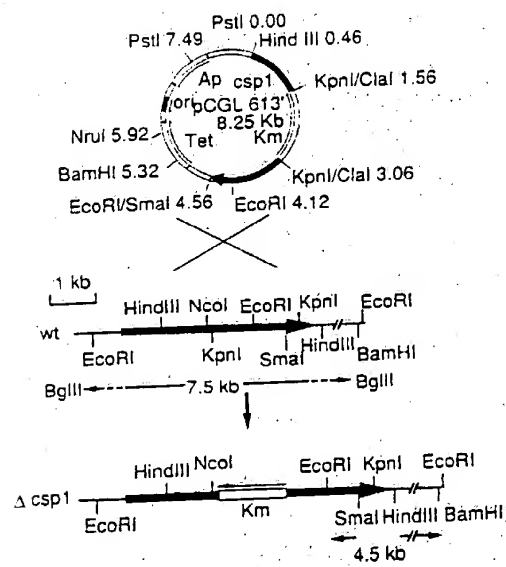 PstI 0.00
PstI 7.49
Hind III 0.46
Ap csp1
KpnI/ClaI 1.56
ori pCGL 613
8.25 Kb
NruI 5.92
Tet Km
BamHI 5.32
KpnI/ClaI 3.06
EcoRI/SmaI 4.56
EcoRI 4.12
1 kb
HindIII NcoI EcoRI KpnI EcoRI
wt
EcoRI KpnI SmaI HindIII BamHI
BglII 7.5 kb BglII
HindIII NcoI EcoRI KpnI EcoRI
Δ csp1
EcoRI Km SmaI HindIII BamHI
4.5 kb